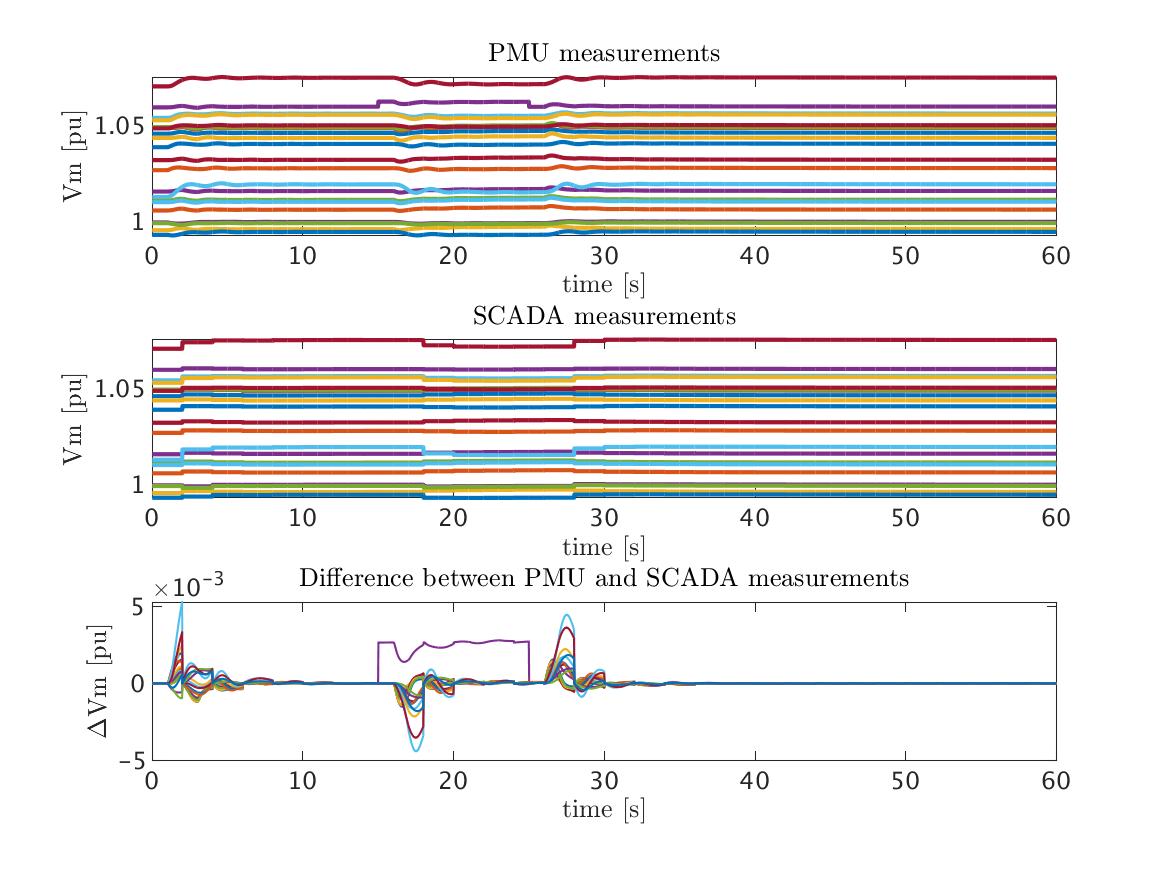 PMU measurements
1.05
1
Vm [pu]
0 10 20 30 40 50 60
time [s]
SCADA measurements
1.05
1
Vm [pu]
0 10 20 30 40 50 60
time [s]
×10⁻³ Difference between PMU and SCADA measurements
5
0
-5
ΔVm [pu]
0 10 20 30 40 50 60
time [s]